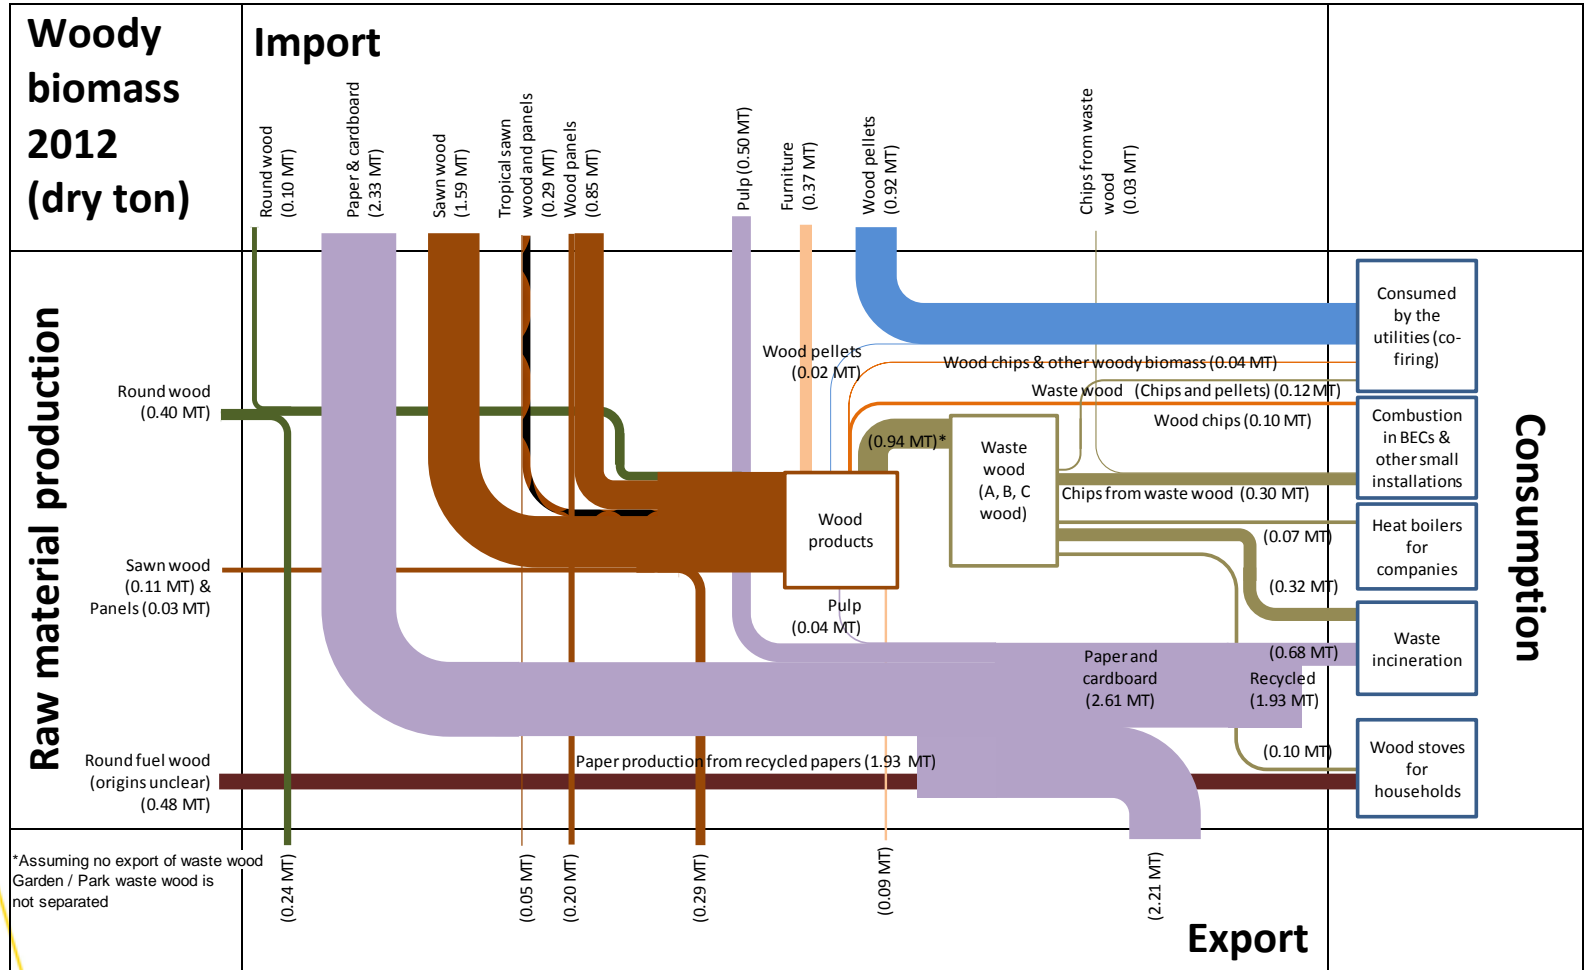 Woody
biomass
2012
(dry ton)
Import
Round wood
(0.10 MT)
Paper & cardboard
(2.33 MT)
Sawn wood
(1.59 MT)
Tropical sawn
wood and panels
(0.29 MT)
Wood panels
(0.85 MT)
Pulp (0.50 MT)
Furniture
(0.37 MT)
Wood pellets
(0.92 MT)
Chips from waste
wood
(0.03 MT)
Raw material production
Round wood
(0.40 MT)
Sawn wood
(0.11 MT) &
Panels (0.03 MT)
Round fuel wood
(origins unclear)
(0.48 MT)
Wood pellets
(0.02 MT)
Wood chips & other woody biomass (0.04 MT)
Waste wood (Chips and pellets) (0.12 MT)
Wood chips (0.10 MT)
(0.94 MT)*
Waste
wood
(A, B, C
wood)
Chips from waste wood (0.30 MT)
Wood
products
(0.07 MT)
(0.32 MT)
Pulp
(0.04 MT)
Paper and
cardboard
(2.61 MT)
(0.68 MT)
Recycled
(1.93 MT)
Paper production from recycled papers (1.93 MT)
(0.10 MT)
Consumed
by the
utilities (co-
firing)
Combustion
in BECs &
other small
installations
Heat boilers
for
companies
Waste
incineration
Wood stoves
for
households
Consumption
*Assuming no export of waste wood
Garden / Park waste wood is
not separated
(0.24 MT)
(0.05 MT)
(0.20 MT)
(0.29 MT)
(0.09 MT)
(2.21 MT)
Export